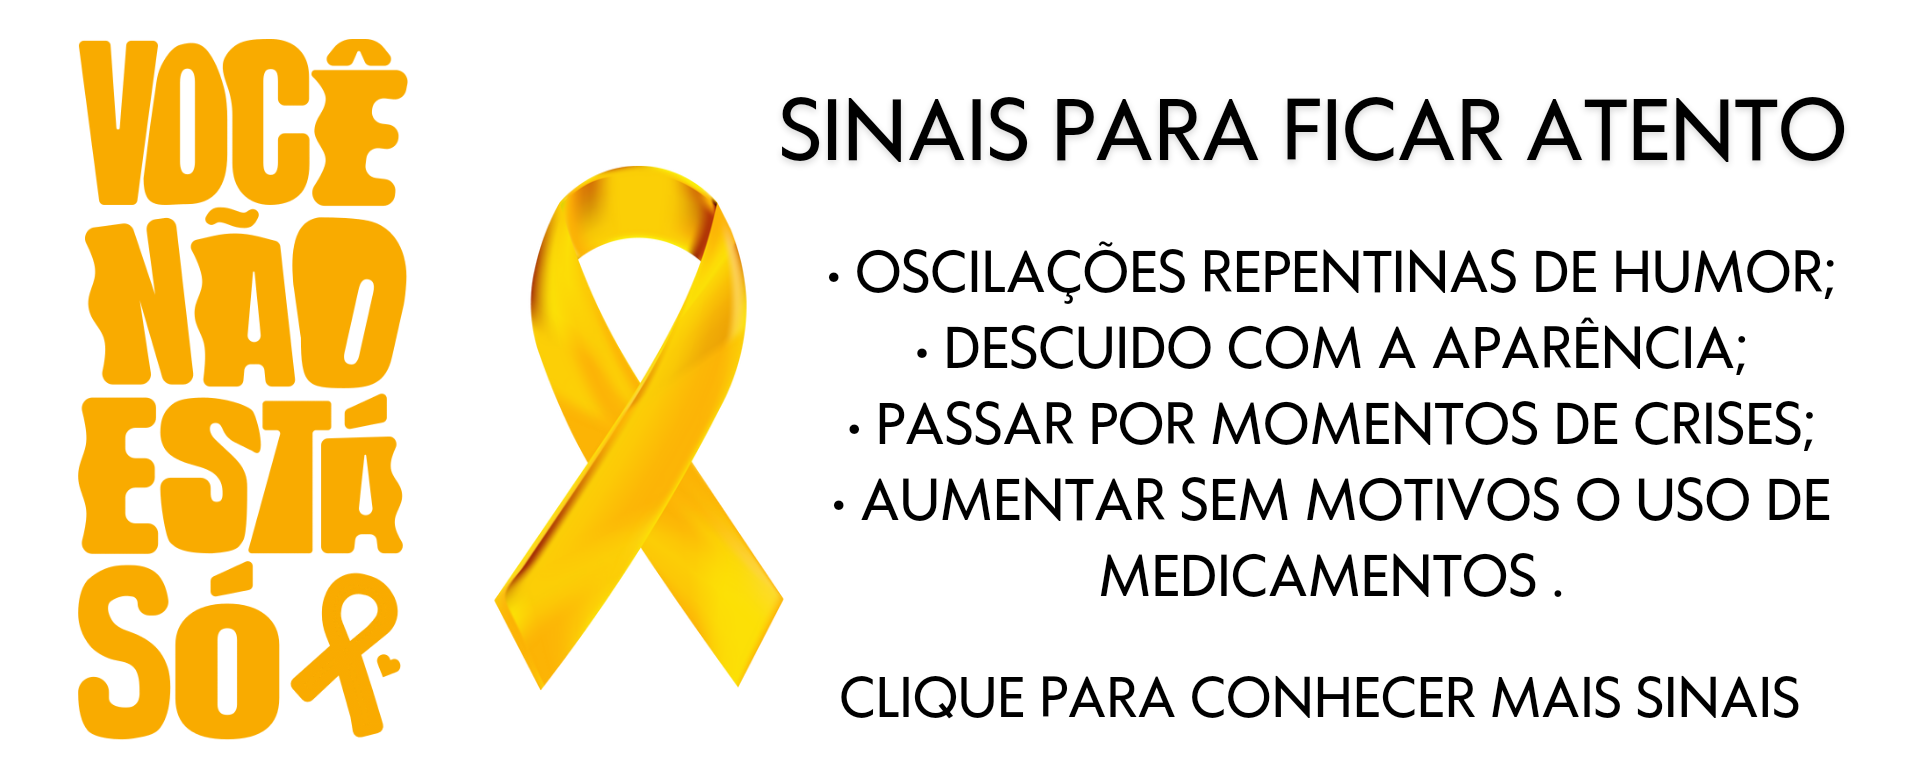 VOCÊ
NÃO
ESTÁ
SÓ
SINAIS PARA FICAR ATENTO
• OSCILAÇÕES REPENTINAS DE HUMOR;
• DESCUIDO COM A APARÊNCIA;
• PASSAR POR MOMENTOS DE CRISES;
• AUMENTAR SEM MOTIVOS O USO DE
MEDICAMENTOS .
CLIQUE PARA CONHECER MAIS SINAIS